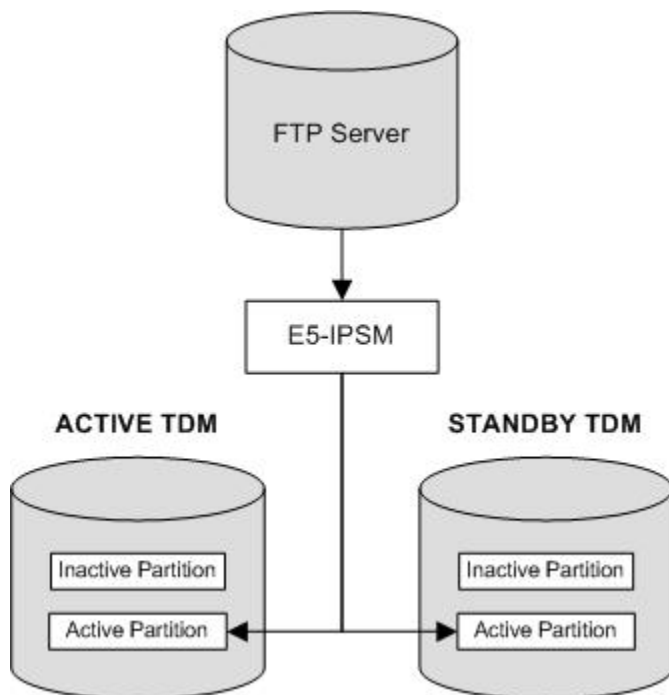 FTP Server
E5-IPSM
ACTIVE TDM
STANDBY TDM
Inactive Partition
Active Partition
Inactive Partition
Active Partition